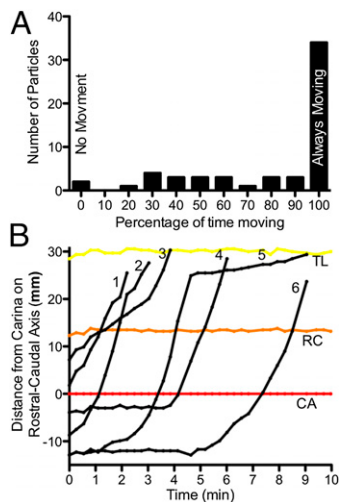 A
Number of Particles
40
30
20
10
0
No Movment
Always Moving
0 10 20 30 40 50 60 70 80 90 100
Percentage of time moving
B
Distance from Carina on
Rostral-Caudal Axis (mm)
30
20
10
0
-10
1 2 3 4 5 6
TL
RC
CA
0 1 2 3 4 5 6 7 8 9 10
Time (min)